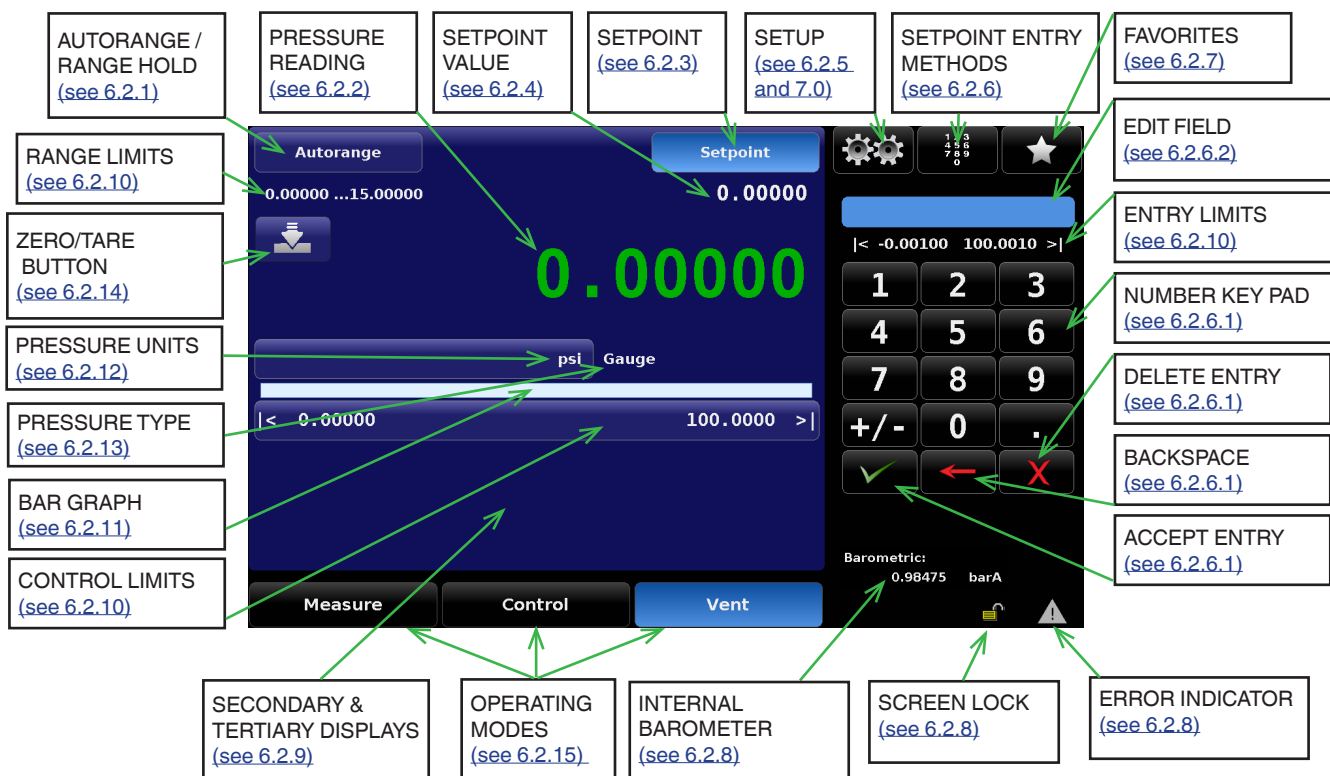 AUTORANGE /
RANGE HOLD
(see 6.2.1)
PRESSURE
READING
(see 6.2.2)
SETPOINT
VALUE
(see 6.2.4)
SETPOINT
(see 6.2.3)
SETUP
(see 6.2.5
and 7.0)
SETPOINT ENTRY
METHODS
(see 6.2.6)
FAVORITES
(see 6.2.7)
RANGE LIMITS
(see 6.2.10)
ZERO/TARE
BUTTON
(see 6.2.14)
PRESSURE UNITS
(see 6.2.12)
PRESSURE TYPE
(see 6.2.13)
BAR GRAPH
(see 6.2.11)
CONTROL LIMITS
(see 6.2.10)
Autorange
Setpoint
0.00000 ...15.00000
0.00000
0.00000
psi Gauge
|< 0.00000 100.0000 >|
Measure
Control
Vent
1 2 3
4 5 6
7 8 9
0
|< -0.00100 100.0010 >|
1 2 3
4 5 6
7 8 9
+/- 0 .
X
Barometric:
0.98475 barA
EDIT FIELD
(see 6.2.6.2)
ENTRY LIMITS
(see 6.2.10)
NUMBER KEY PAD
(see 6.2.6.1)
DELETE ENTRY
(see 6.2.6.1)
BACKSPACE
(see 6.2.6.1)
ACCEPT ENTRY
(see 6.2.6.1)
SECONDARY &
TERTIARY DISPLAYS
(see 6.2.9)
OPERATING
MODES
(see 6.2.15)
INTERNAL
BAROMETER
(see 6.2.8)
SCREEN LOCK
(see 6.2.8)
ERROR INDICATOR
(see 6.2.8)